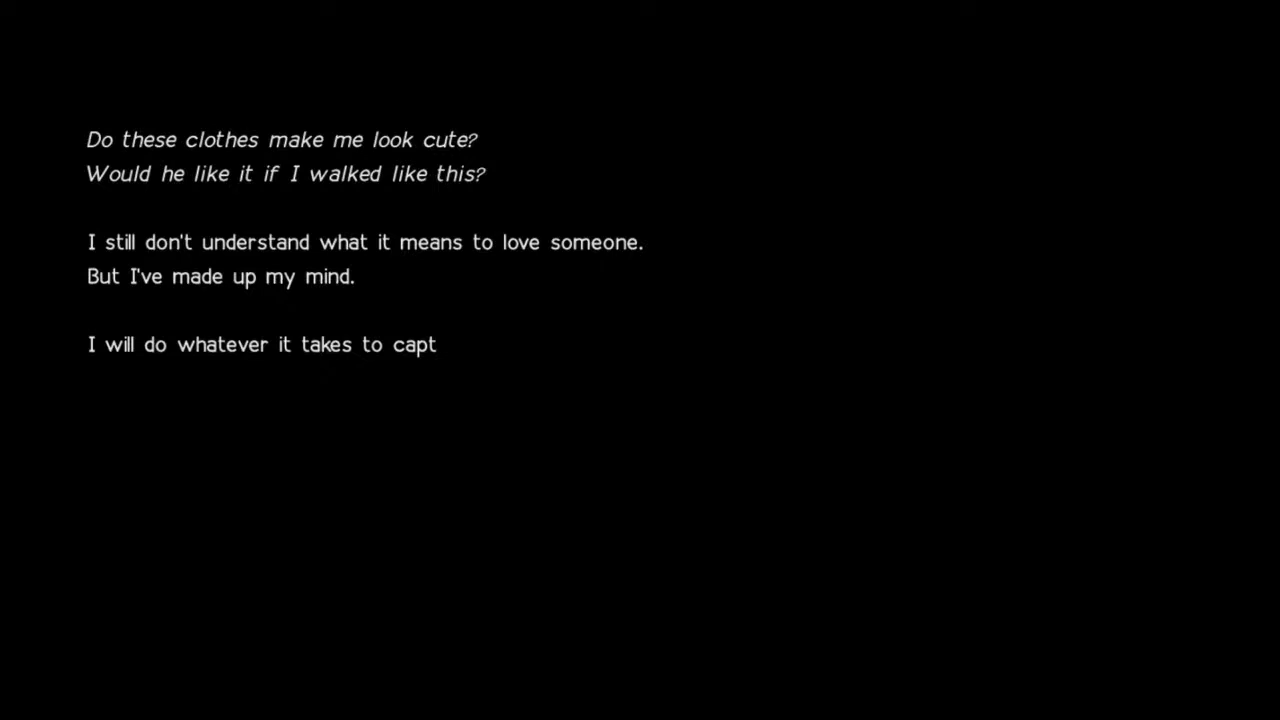 Do these clothes make me look cute?
Would he like it if I walked like this?
I still don't understand what it means to love someone.
But I've made up my mind.
I will do whatever it takes to capt